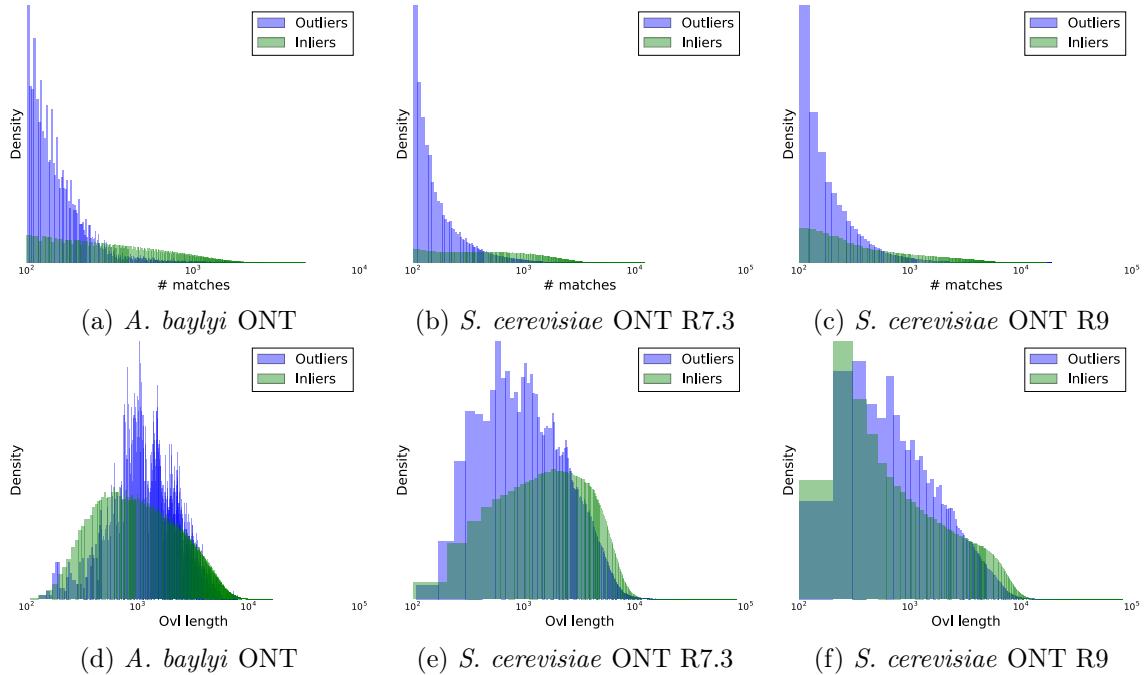 Outliers
Inliers
Density
10^2 10^3 10^4
# matches
(a) A. baylyi ONT
Outliers
Inliers
Density
10^2 10^3 10^4 10^5
# matches
(b) S. cerevisiae ONT R7.3
Outliers
Inliers
Density
10^2 10^3 10^4 10^5
# matches
(c) S. cerevisiae ONT R9
Outliers
Inliers
Density
10^2 10^3 10^4 10^5
Ovl length
(d) A. baylyi ONT
Outliers
Inliers
Density
10^2 10^3 10^4 10^5
Ovl length
(e) S. cerevisiae ONT R7.3
Outliers
Inliers
Density
10^2 10^3 10^4 10^5
Ovl length
(f) S. cerevisiae ONT R9